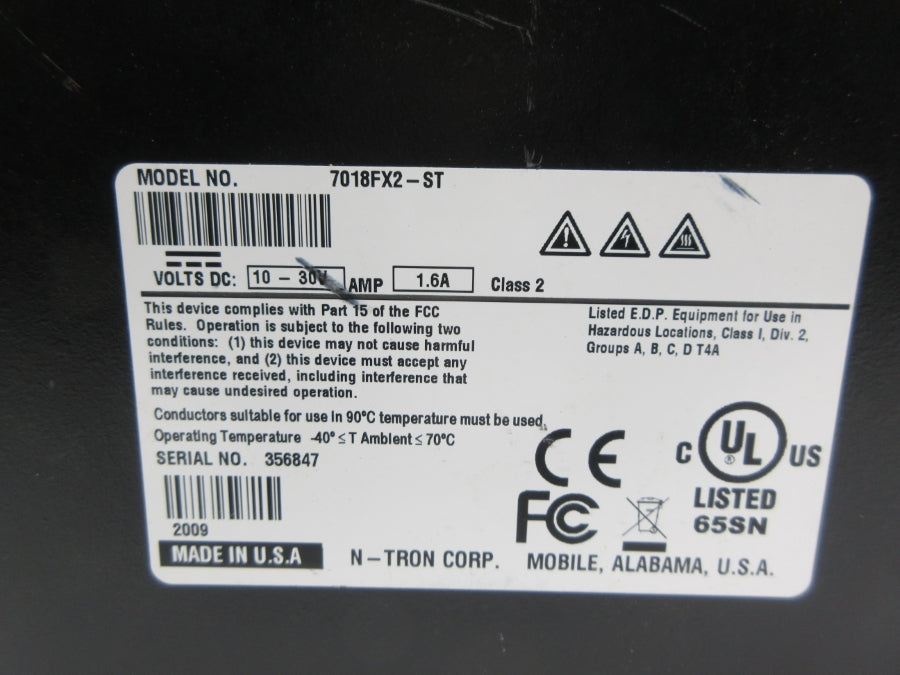 MODEL NO. 7018FX2-ST
VOLTS DC: 10 - 30V AMP 1.6A Class 2
This device complies with Part 15 of the FCC
Rules. Operation is subject to the following two
conditions: (1) this device may not cause harmful
interference, and (2) this device must accept any
interference received, including interference that
may cause undesired operation.
Listed E.D.P. Equipment for Use in
Hazardous Locations, Class I, Div. 2,
Groups A, B, C, D T4A
Conductors suitable for use in 90°C temperature must be used.
Operating Temperature -40° ≤ T Ambient ≤ 70°C
SERIAL NO. 356847
2009
CE
FC
C UL ® US
LISTED
65SN
MADE IN U.S.A N-TRON CORP. MOBILE, ALABAMA, U.S.A.